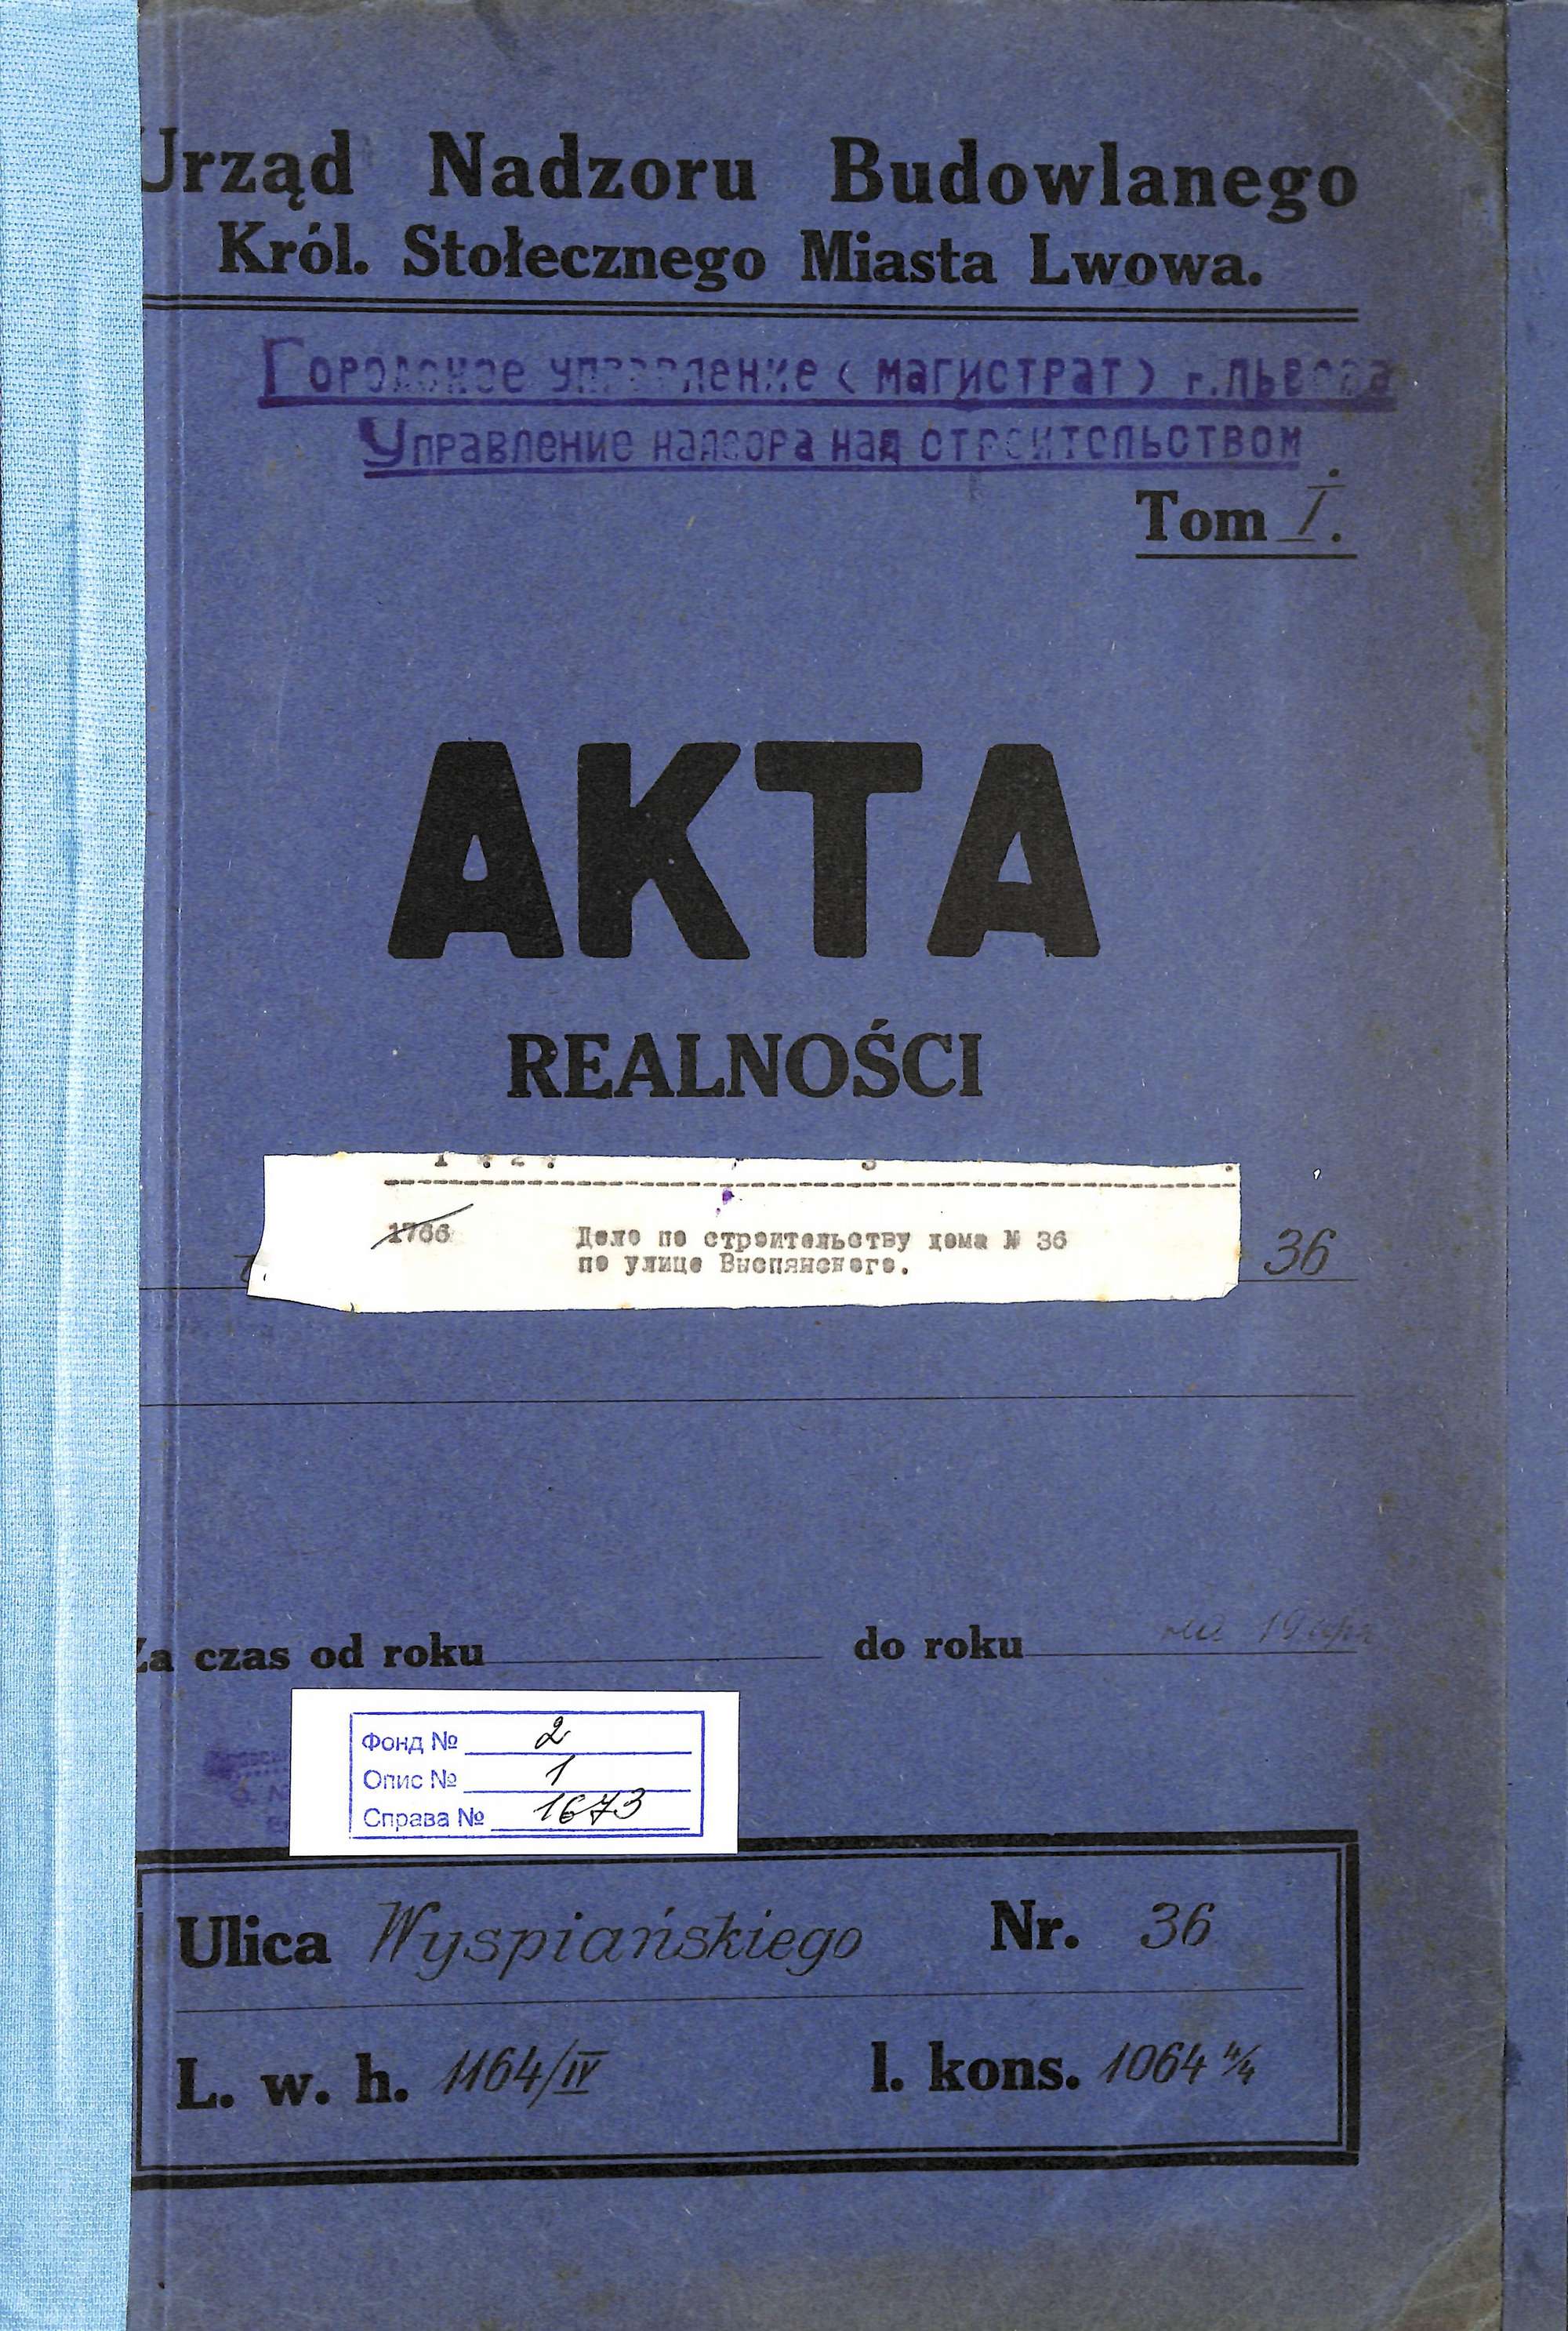 Urząd Nadzoru Budowlanego
Król. Stołecznego Miasta Lwowa.
Городское управление (магистрат) г. Львова
Управление надзора над строительством
Tom I.
AKTA
REALNOŚCI
1766 Дело по строительству дома № 36
по улице Выспянского.
36
Za czas od roku do roku
Фонд № 2
Опис № 1
Справа № 1673
Ulica Wyspiańskiego Nr. 36
L. w. h. 1164/IV l. kons. 1064 4/4